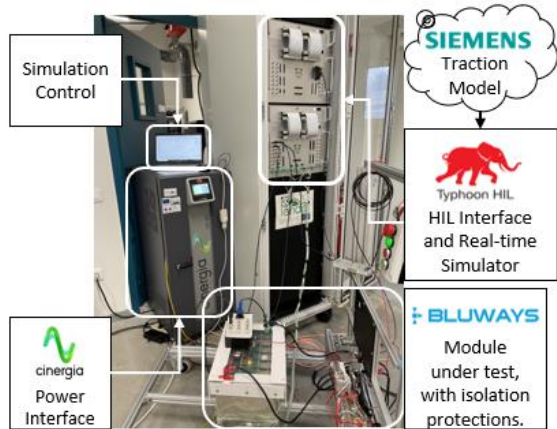 Simulation
Control
SIEMENS
Traction
Model
Typhoon HIL
HIL Interface
and Real-time
Simulator
cinergia
cinergia
Power
Interface
BLUWAYS
Module
under test,
with isolation
protections.